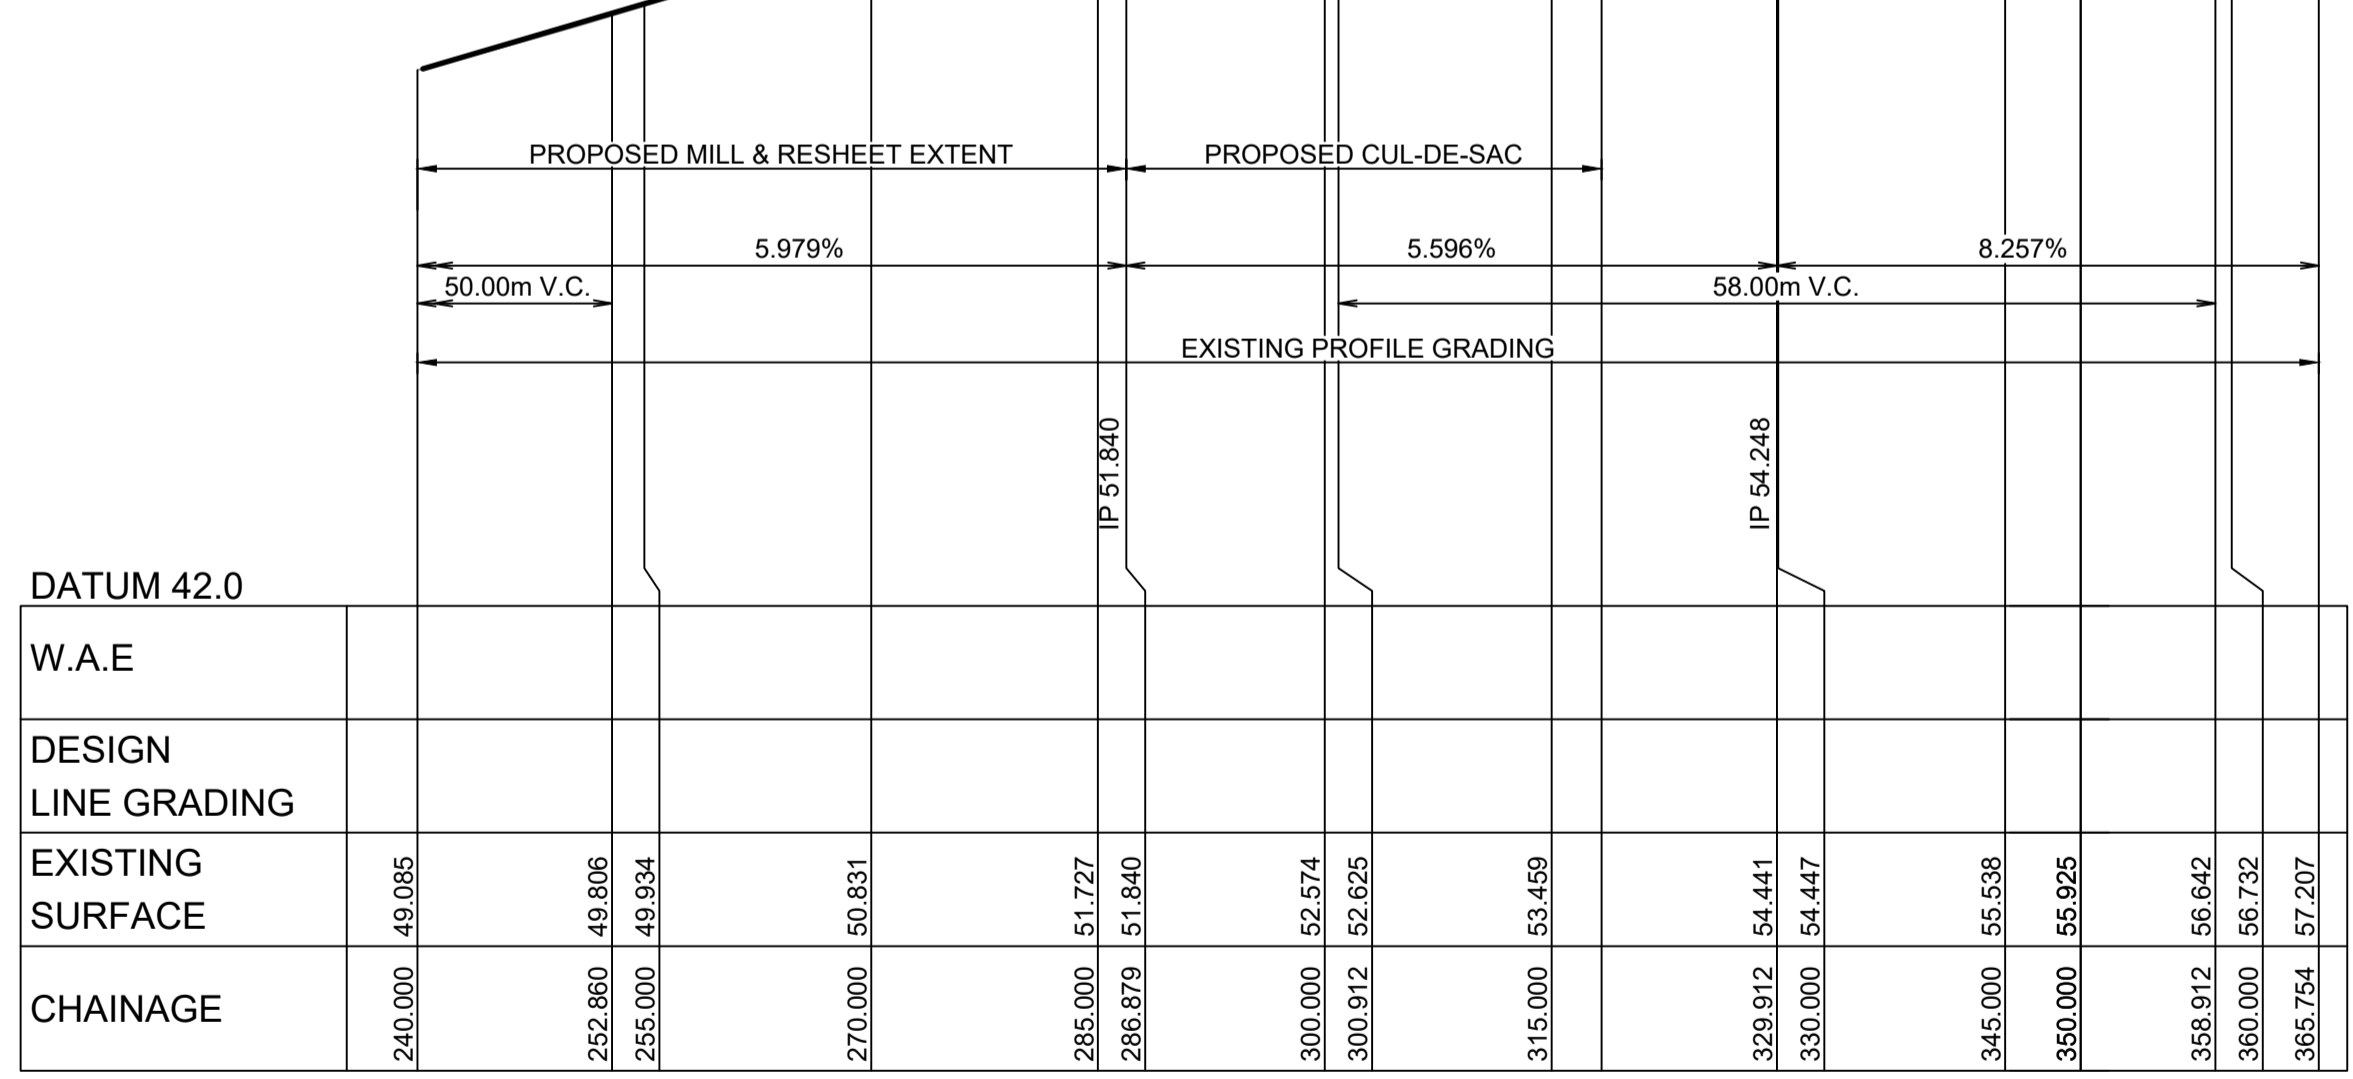 PROPOSED MILL & RESHEET EXTENT
PROPOSED CUL-DE-SAC
5.979%
5.596%
8.257%
50.00m V.C.
58.00m V.C.
EXISTING PROFILE GRADING
IP 51.840
IP 54.248
DATUM 42.0
W.A.E
DESIGN
LINE GRADING
EXISTING
SURFACE
49.085
49.806
49.934
50.831
51.727
51.840
52.574
52.625
53.459
54.441
54.447
55.538
55.925
56.642
56.732
57.207
CHAINAGE
240.000
252.860
255.000
270.000
285.000
286.879
300.000
300.912
315.000
329.912
330.000
345.000
350.000
358.912
360.000
365.754